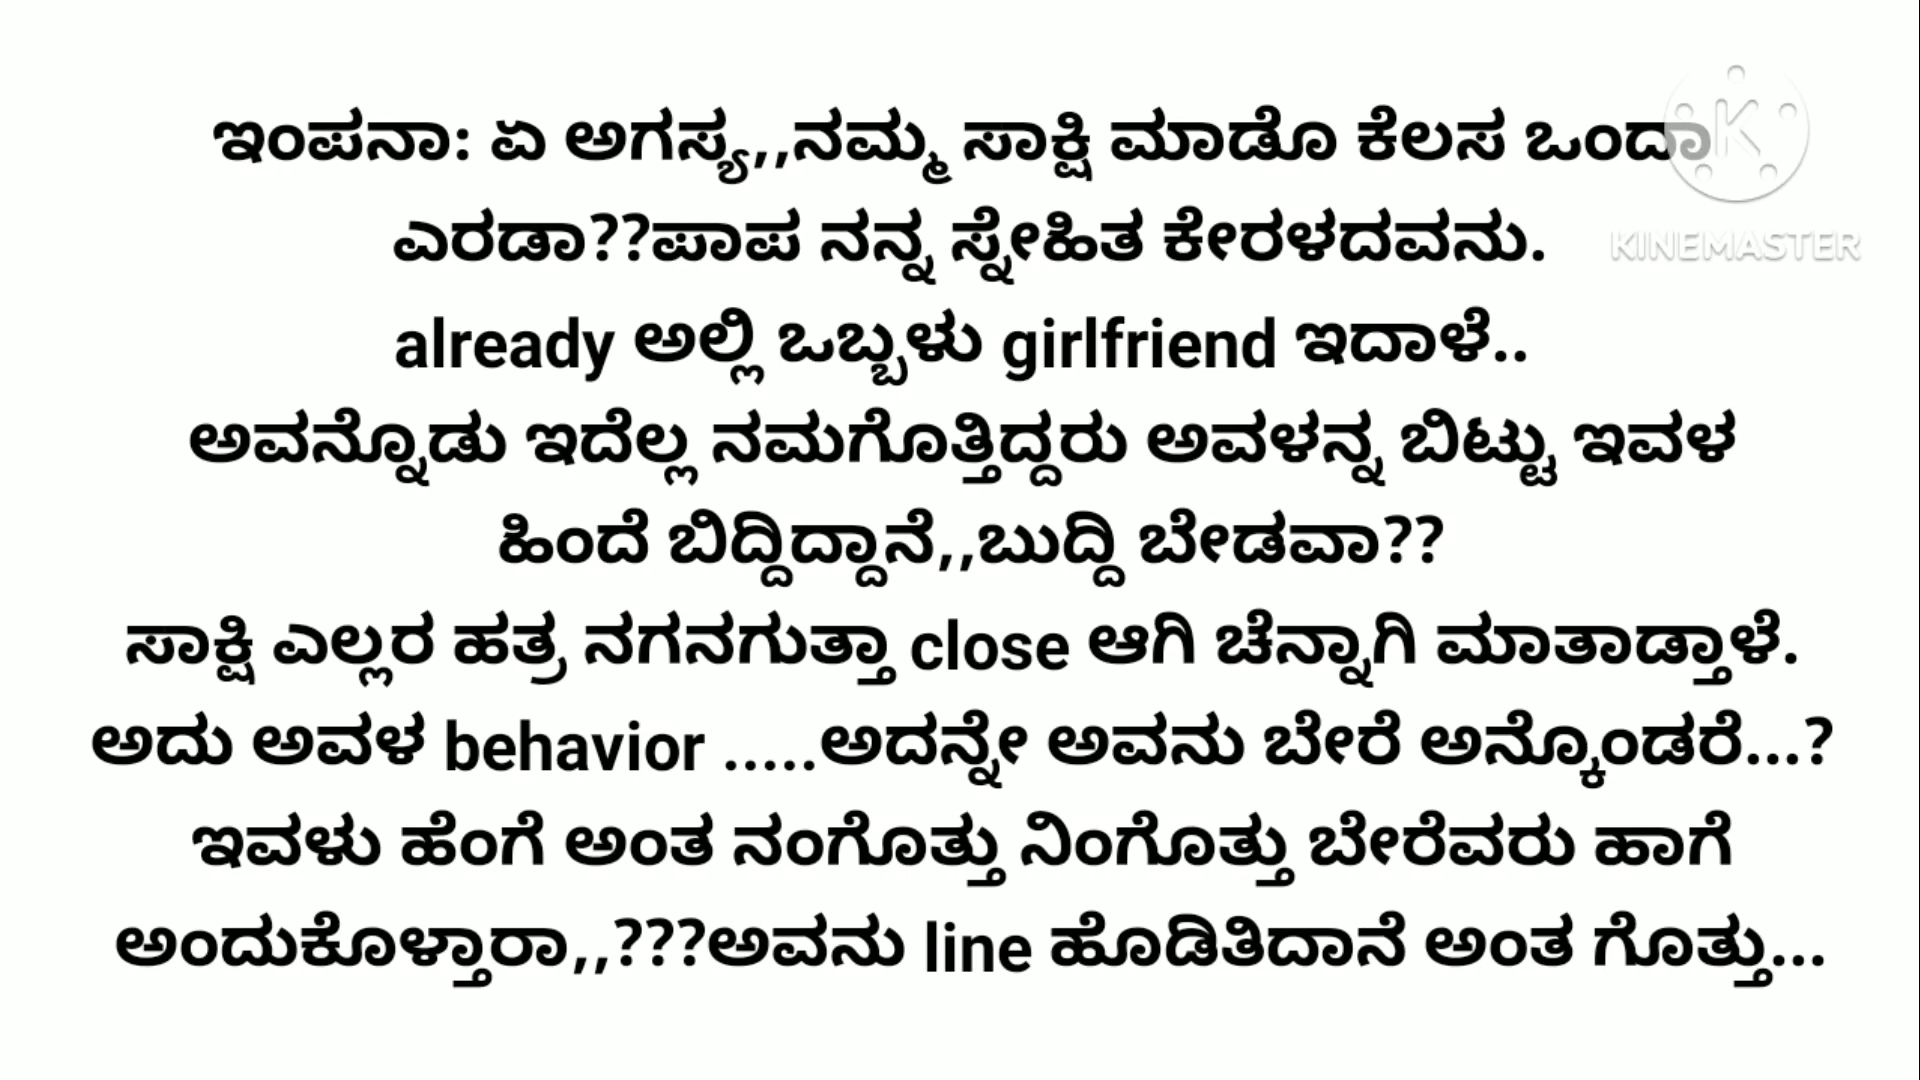 ಇಂಪನಾ: ಏ ಅಗಸ್ಯ,,ನಮ್ಮ ಸಾಕ್ಷಿ ಮಾಡೊ ಕೆಲಸ ಒಂದಾ
ಎರಡಾ??ಪಾಪ ನನ್ನ ಸ್ನೇಹಿತ ಕೇರಳದವನು.
already ಅಲ್ಲಿ ಒಬ್ಬಳು girlfriend ಇದಾಳೆ..
ಅವನ್ನೊಡು ಇದೆಲ್ಲ ನಮಗೊತ್ತಿದ್ದರು ಅವಳನ್ನ ಬಿಟ್ಟು ಇವಳ
ಹಿಂದೆ ಬಿದ್ದಿದ್ದಾನೆ,,ಬುದ್ದಿ ಬೇಡವಾ??
ಸಾಕ್ಷಿ ಎಲ್ಲರ ಹತ್ರ ನಗನಗುತ್ತಾ close ಆಗಿ ಚೆನ್ನಾಗಿ ಮಾತಾಡ್ತಾಳೆ.
ಅದು ಅವಳ behavior .....ಅದನ್ನೇ ಅವನು ಬೇರೆ ಅನ್ಕೊಂಡರೆ...?
ಇವಳು ಹೆಂಗೆ ಅಂತ ನಂಗೊತ್ತು ನಿಂಗೊತ್ತು ಬೇರೆವರು ಹಾಗೆ
ಅಂದುಕೊಳ್ತಾರಾ,,???ಅವನು line ಹೊಡಿತಿದಾನೆ ಅಂತ ಗೊತ್ತು...
KINEMASTER